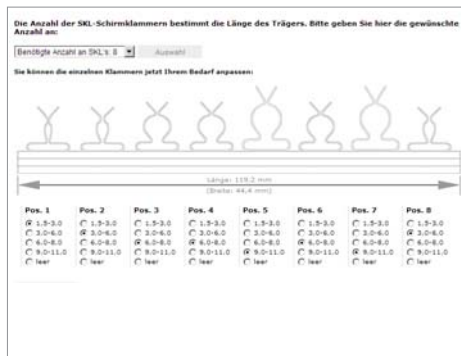 Die Anzahl der SKL-Schirmklammern bestimmt die Länge des Trägers. Bitte geben Sie hier die gewünschte
Anzahl an:
Benötigte Anzahl an SKL's: 8 Auswahl
Sie können die einzelnen Klammern jetzt Ihrem Bedarf anpassen:
Länge: 119.2 mm
(Breite: 44.4 mm)
Pos. 1 Pos. 2 Pos. 3 Pos. 4 Pos. 5 Pos. 6 Pos. 7 Pos. 8
1.5-3.0 1.5-3.0 1.5-3.0 1.5-3.0 1.5-3.0 1.5-3.0 1.5-3.0 1.5-3.0
3.0-6.0 3.0-6.0 3.0-6.0 3.0-6.0 3.0-6.0 3.0-6.0 3.0-6.0 3.0-6.0
6.0-8.0 6.0-8.0 6.0-8.0 6.0-8.0 6.0-8.0 6.0-8.0 6.0-8.0 6.0-8.0
9.0-11.0 9.0-11.0 9.0-11.0 9.0-11.0 9.0-11.0 9.0-11.0 9.0-11.0 9.0-11.0
leer leer leer leer leer leer leer leer